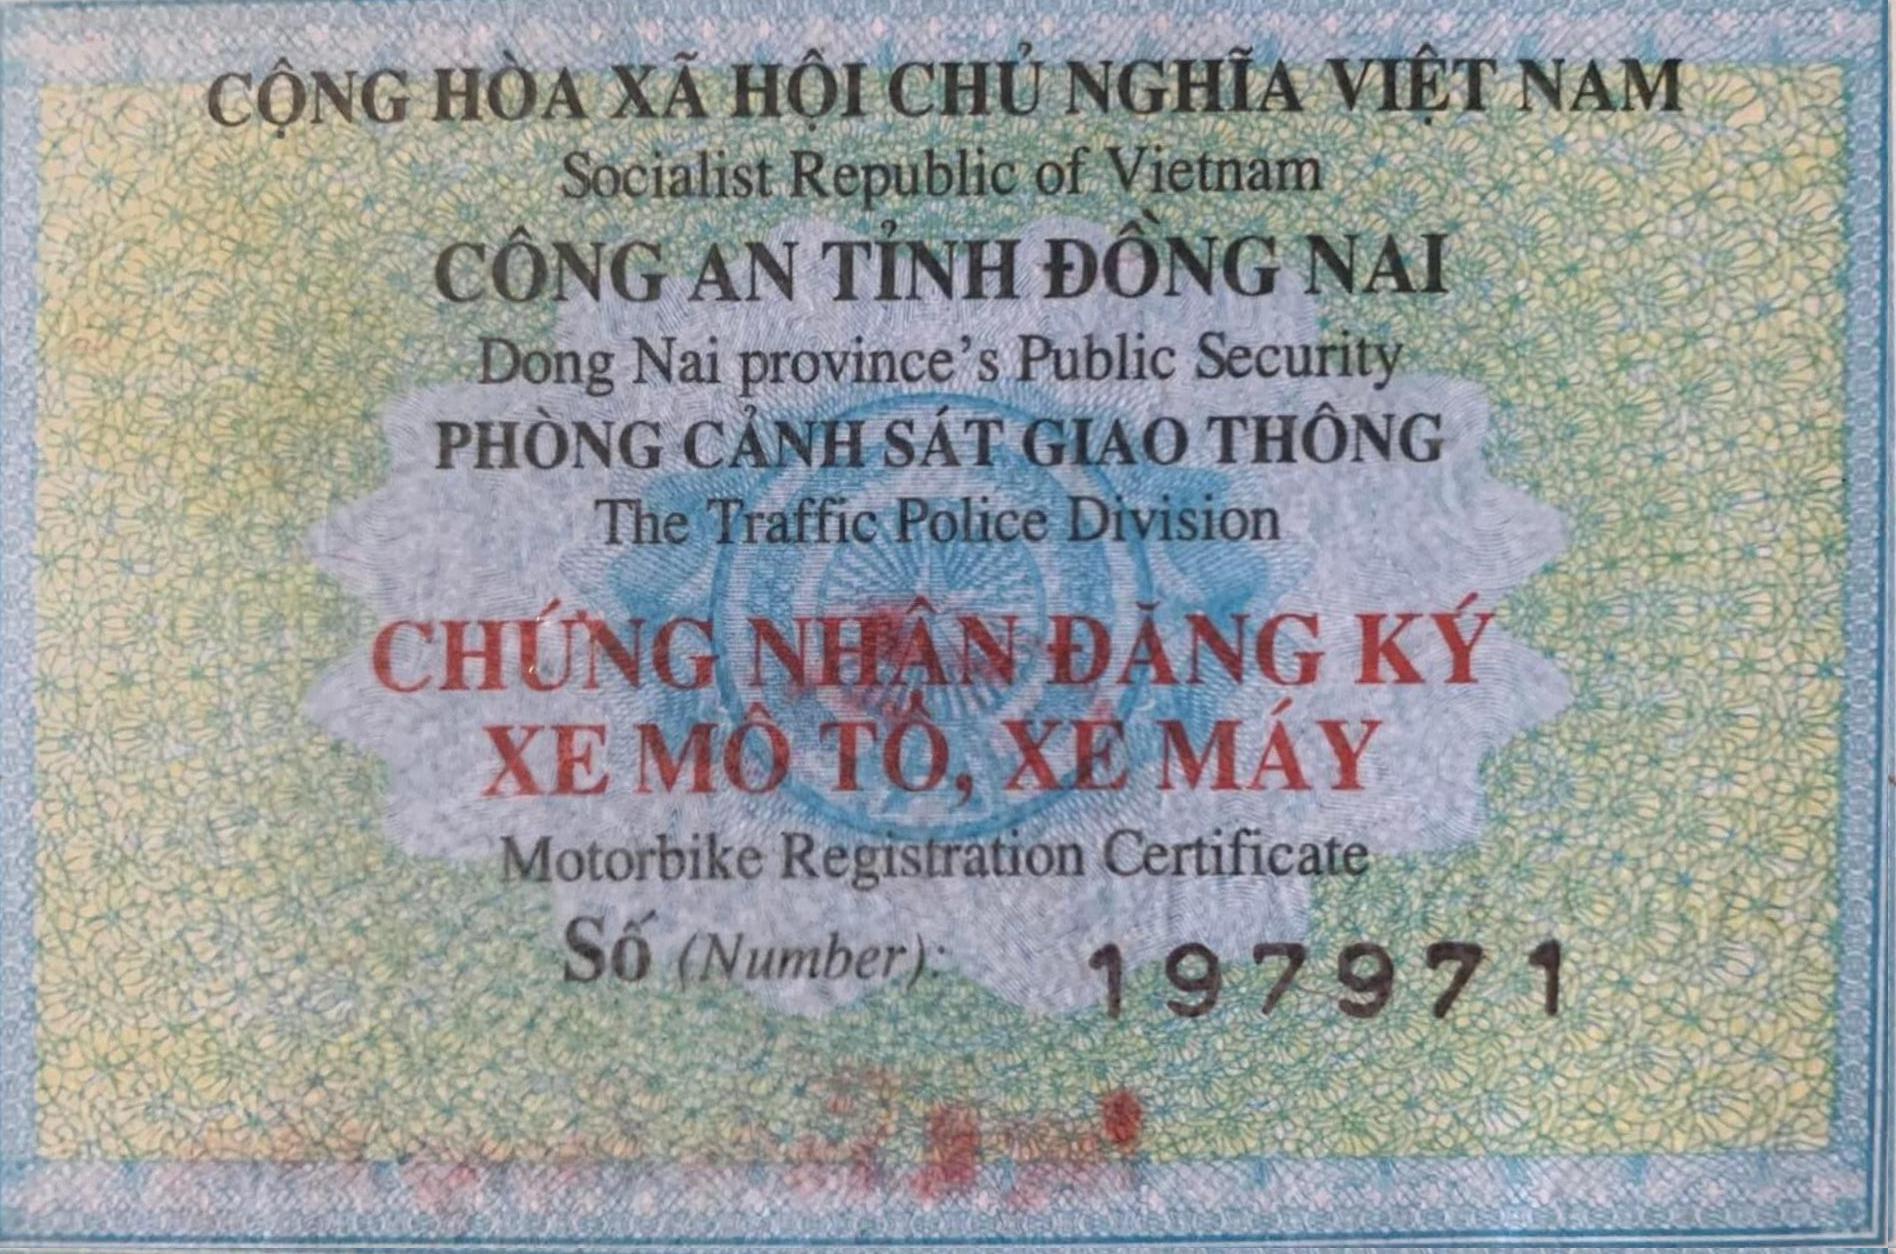 CỘNG HÒA XÃ HỘI CHỦ NGHĨA VIỆT NAM
Socialist Republic of Vietnam
CÔNG AN TỈNH ĐỒNG NAI
Dong Nai province's Public Security
PHÒNG CẢNH SÁT GIAO THÔNG
The Traffic Police Division
CHỨNG NHÂN ĐĂNG KÝ
XE MÔ TÔ, XE MÁY
Motorbike Registration Certificate
Số (Number): 197971